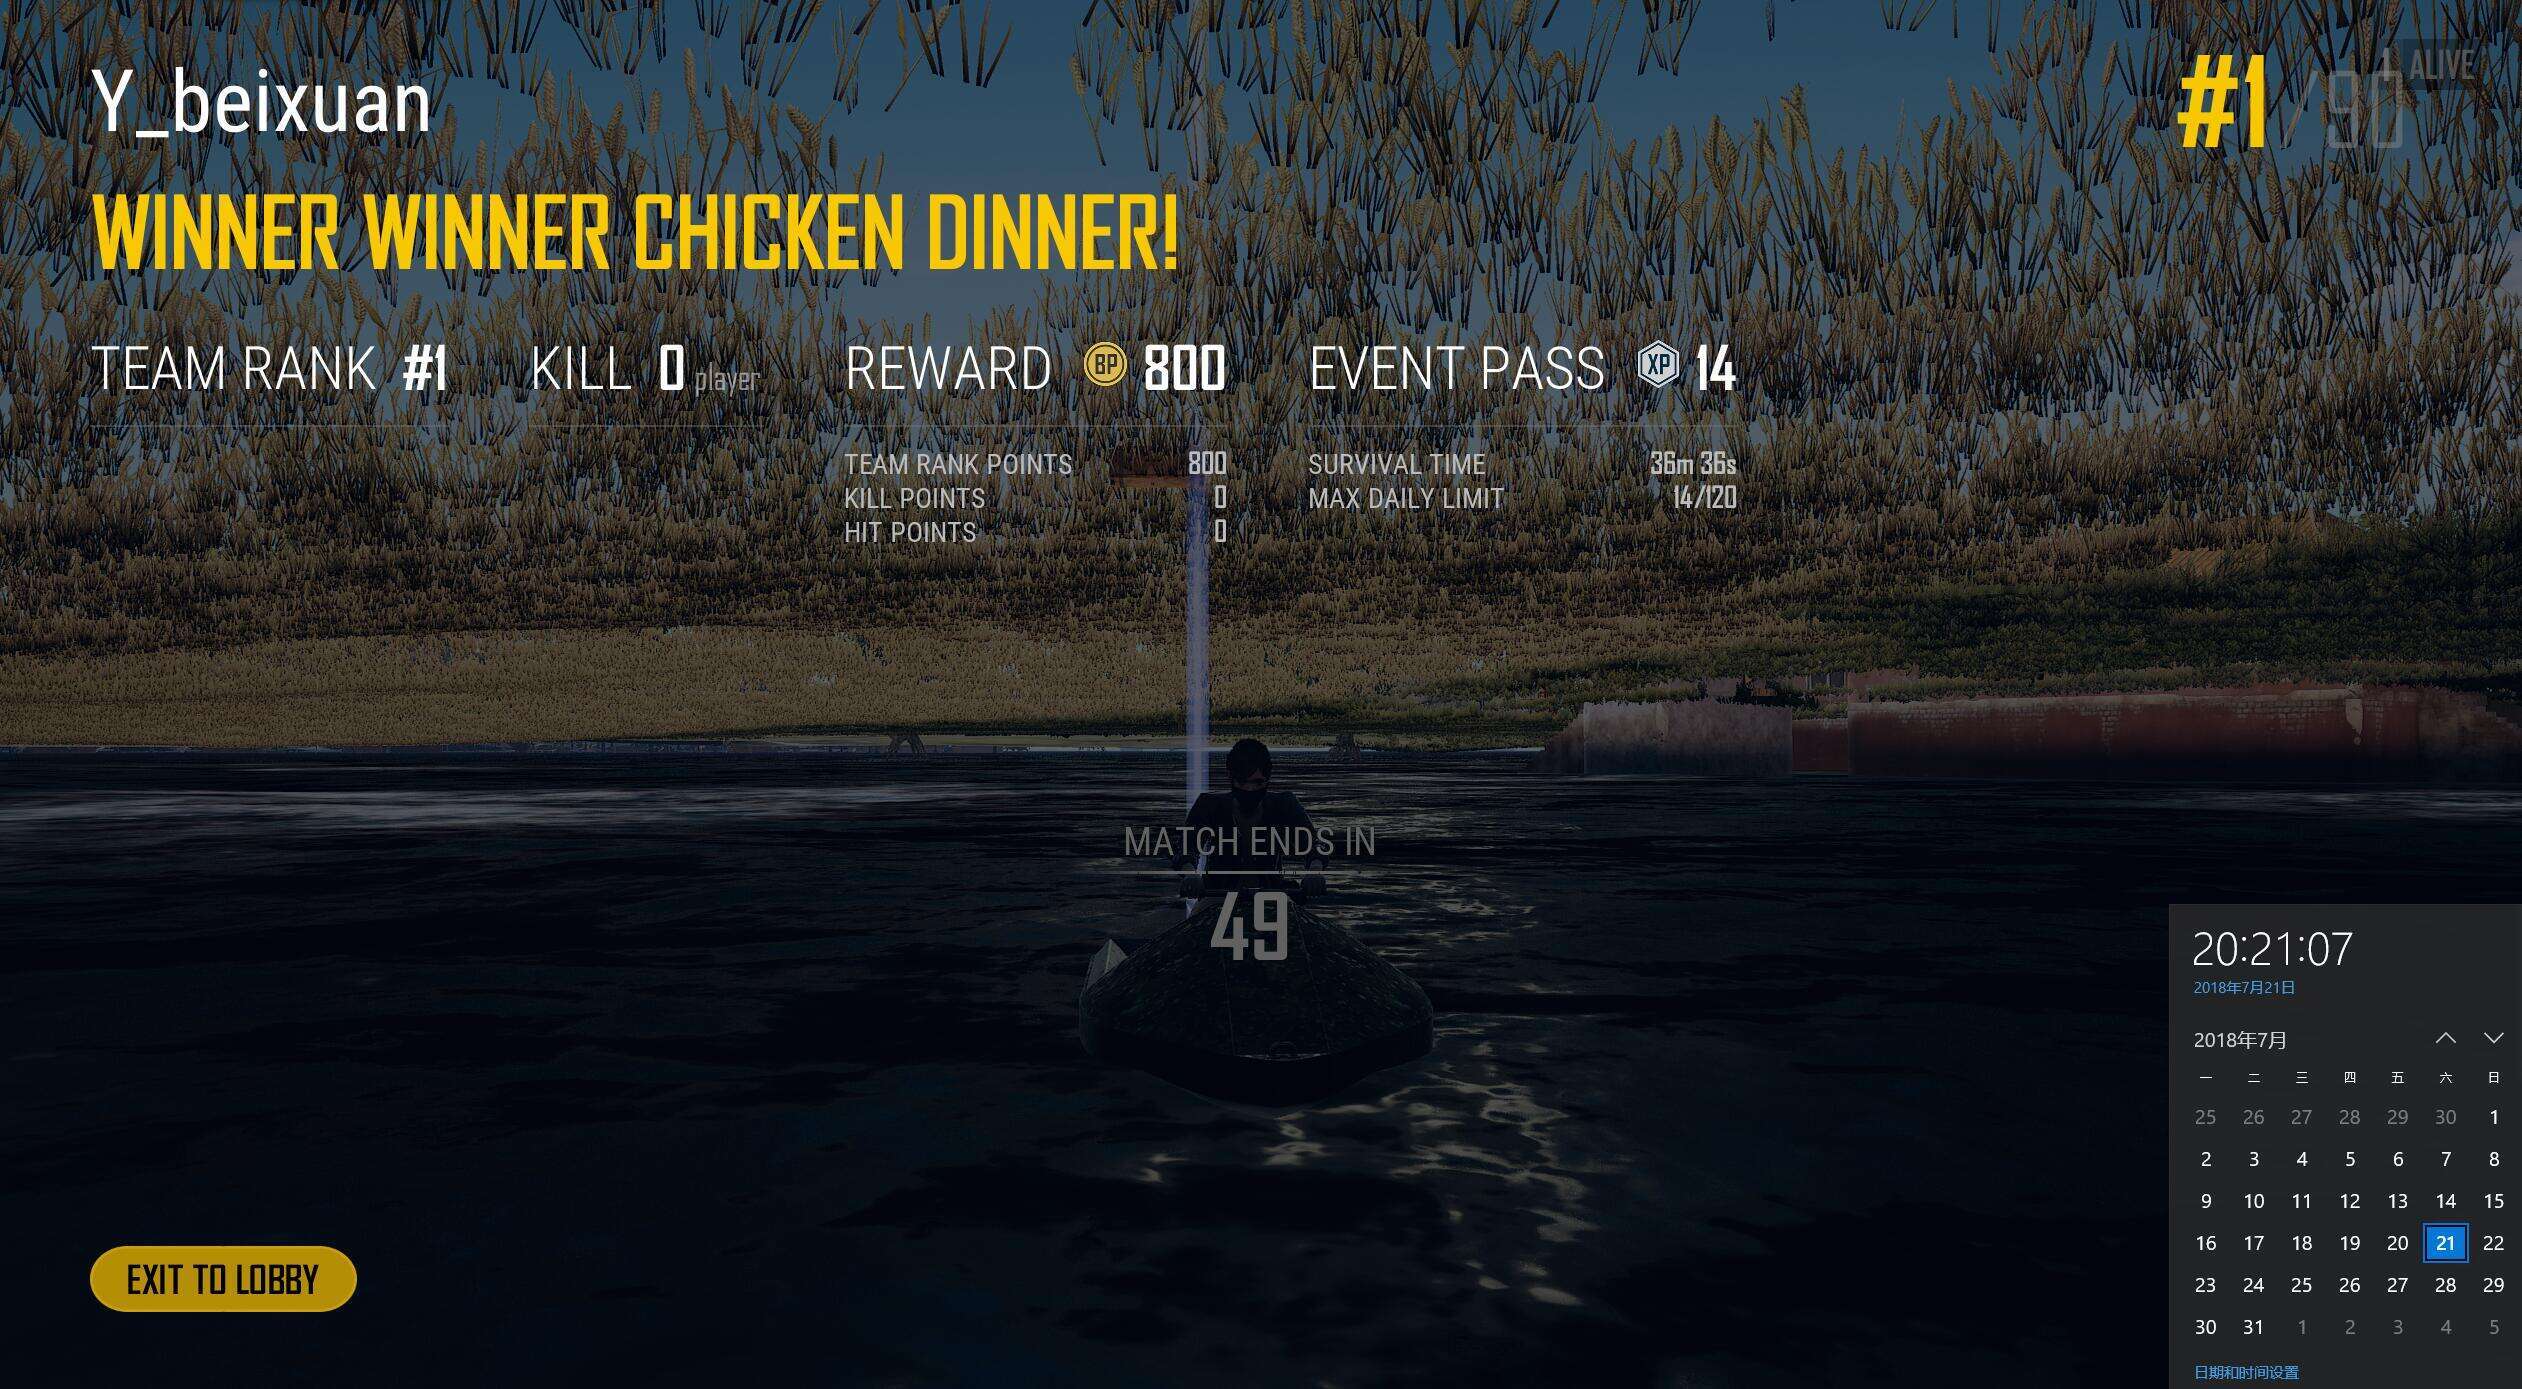 Y_beixuan
#1 /90
1 ALIVE
WINNER WINNER CHICKEN DINNER!
TEAM RANK #1 KILL 0 player REWARD BP 800 EVENT PASS XP 14
TEAM RANK POINTS 800 SURVIVAL TIME 36m 36s
KILL POINTS 0 MAX DAILY LIMIT 14/120
HIT POINTS 0
MATCH ENDS IN
49
EXIT TO LOBBY
20:21:07
2018年7月21日
2018年7月
一 二 三 四 五 六 日
25 26 27 28 29 30 1
2 3 4 5 6 7 8
9 10 11 12 13 14 15
16 17 18 19 20 21 22
23 24 25 26 27 28 29
30 31 1 2 3 4 5
日期和时间设置